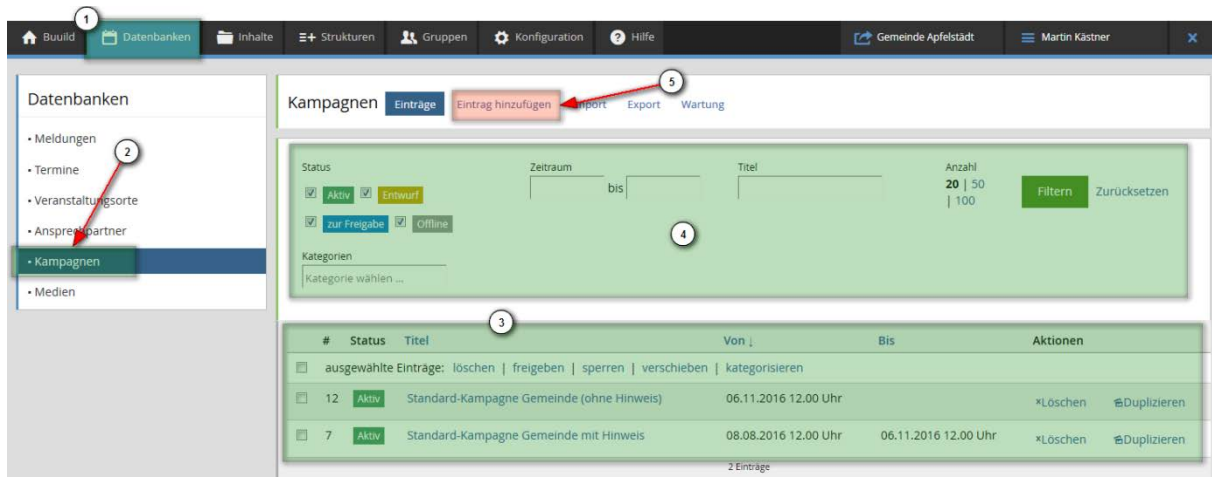 1
Buuild Datenbanken Inhalte Strukturen Gruppen Konfiguration Hilfe Gemeinde Apfelstädt Martin Kästner
Datenbanken
• Meldungen
2
• Termine
• Veranstaltungsorte
• Ansprechpartner
• Kampagnen
• Medien
5
Kampagnen Einträge Eintrag hinzufügen Export Wartung
Status Zeitraum Titel Anzahl
Aktiv Entwurf bis 20 | 50
| 100
Filtern Zurücksetzen
zur Freigabe Offline
4
Kategorien
Kategorie wählen ...
3
# Status Titel Von ↓ Bis Aktionen
ausgewählte Einträge: löschen | freigeben | sperren | verschieben | kategorisieren
12 Aktiv Standard-Kampagne Gemeinde (ohne Hinweis) 06.11.2016 12.00 Uhr Löschen Duplizieren
7 Aktiv Standard-Kampagne Gemeinde mit Hinweis 08.08.2016 12.00 Uhr 06.11.2016 12.00 Uhr Löschen Duplizieren
2 Einträge